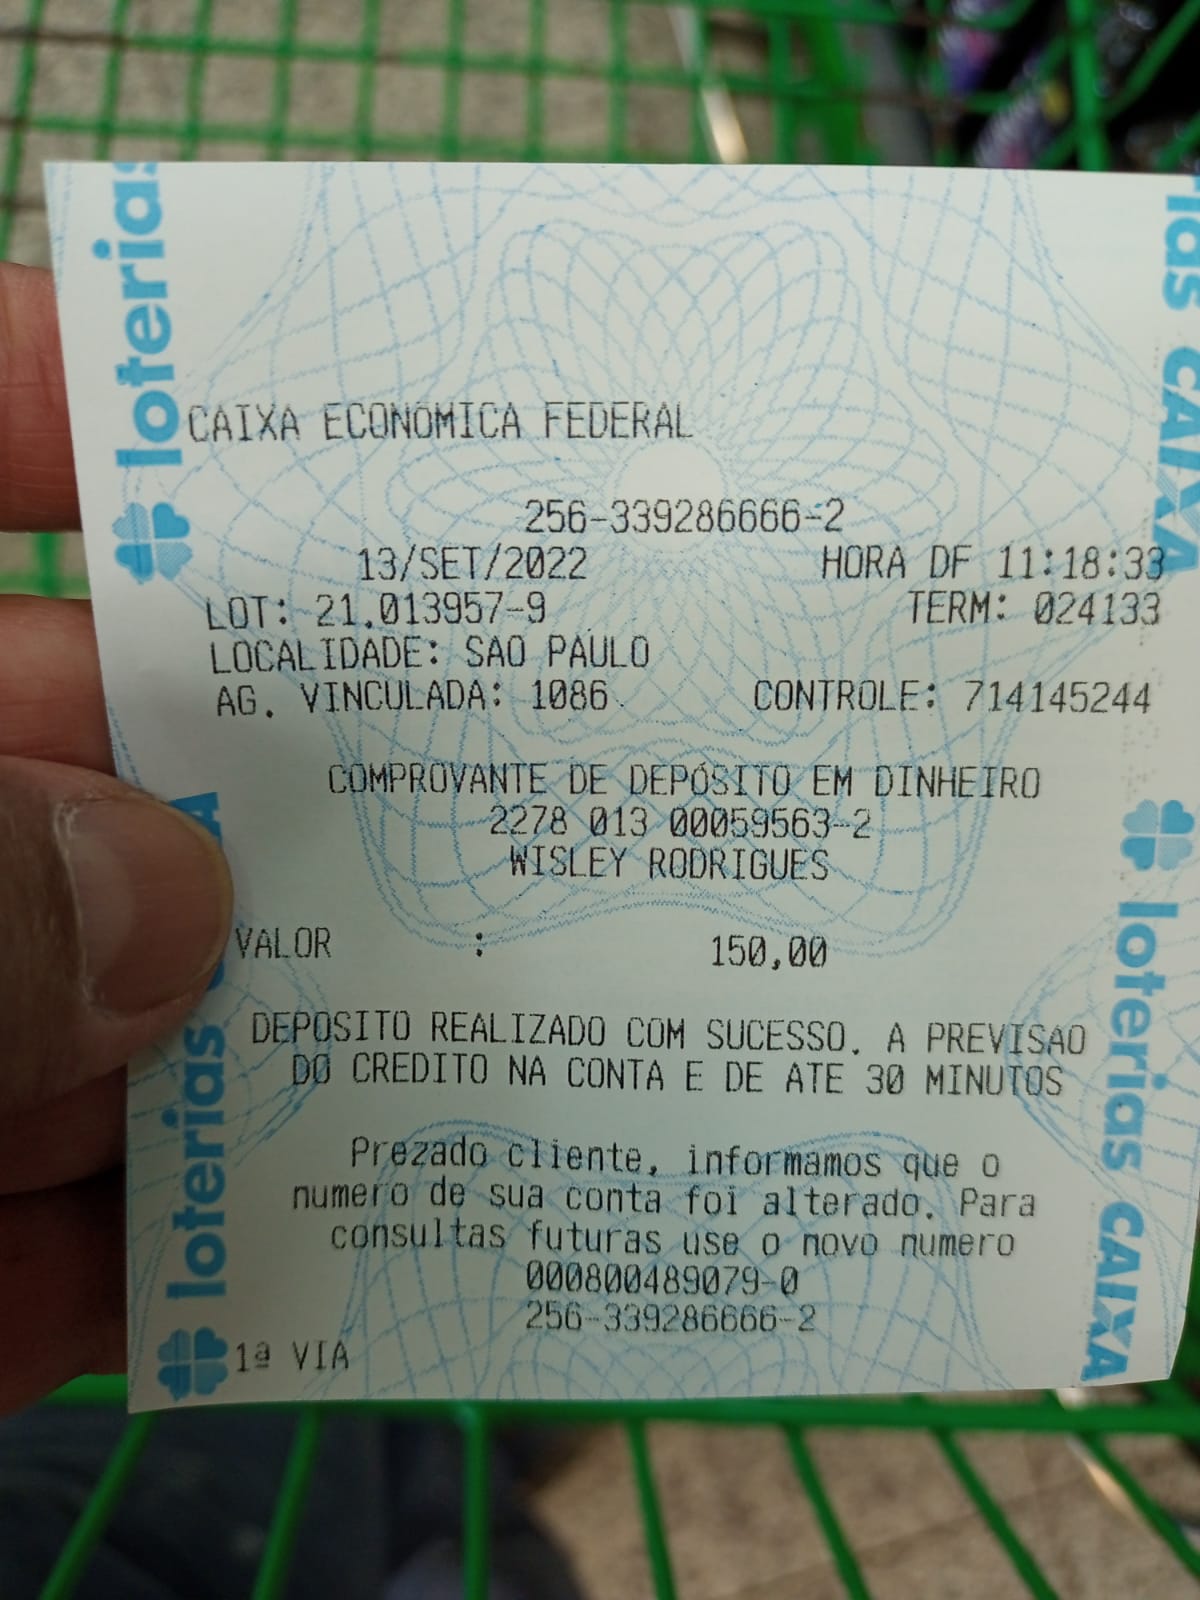 loterias
CAIXA ECONOMICA FEDERAL
256-339286666-2
13/SET/2022 HORA DF 11:18:33
LOT: 21.013957-9 TERM: 024133
LOCALIDADE: SAO PAULO
AG. VINCULADA: 1086 CONTROLE: 714145244
COMPROVANTE DE DEPÓSITO EM DINHEIRO
2278 013 00059563-2
WISLEY RODRIGUES
VALOR : 150,00
DEPOSITO REALIZADO COM SUCESSO. A PREVISAO
DO CREDITO NA CONTA E DE ATE 30 MINUTOS
Prezado cliente, informamos que o
numero de sua conta foi alterado. Para
consultas futuras use o novo numero
000800489079-0
256-339286666-2
1ª VIA
loterias
CAIXA
loterias CAIXA